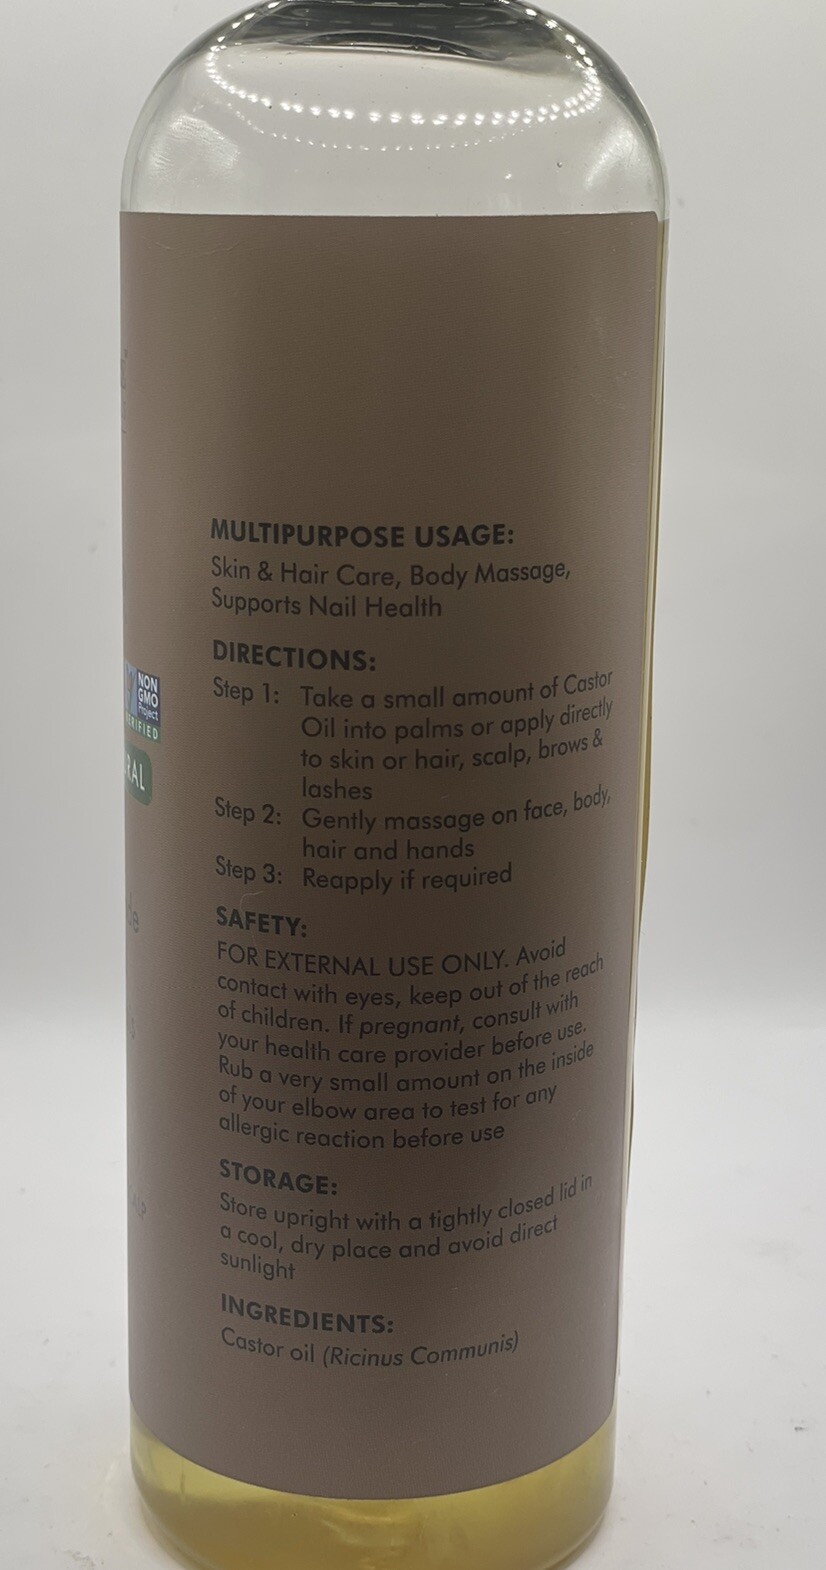 MULTIPURPOSE USAGE:
Skin & Hair Care, Body Massage,
Supports Nail Health
DIRECTIONS:
Step 1: Take a small amount of Castor
Oil into palms or apply directly
to skin or hair, scalp, brows &
lashes
Step 2: Gently massage on face, body,
hair and hands
Step 3: Reapply if required
SAFETY:
FOR EXTERNAL USE ONLY. Avoid
contact with eyes, keep out of the reach
of children. If pregnant, consult with
your health care provider before use.
Rub a very small amount on the inside
of your elbow area to test for any
allergic reaction before use
STORAGE:
Store upright with a tightly closed lid in
a cool, dry place and avoid direct
sunlight
INGREDIENTS:
Castor oil (Ricinus Communis)
NON
GMO
Project